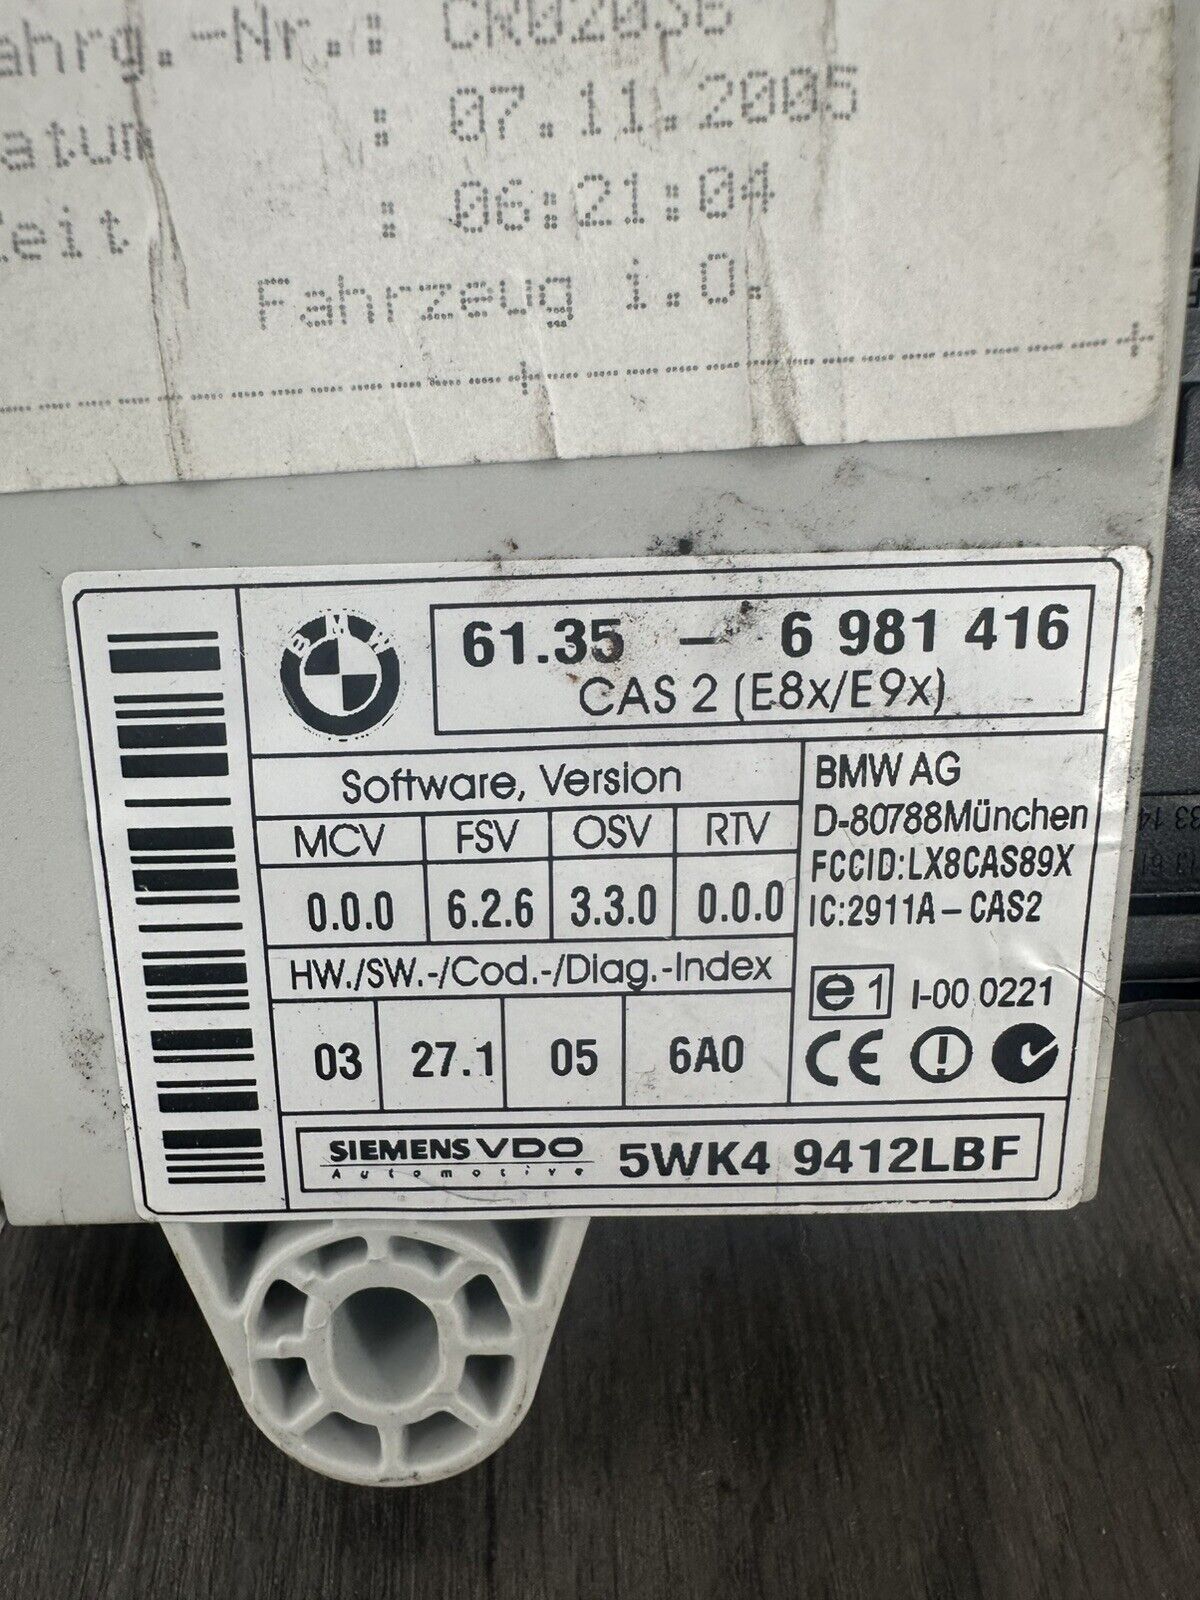 ahrg.-Nr.:
atum : 07.11.2005
eit : 06:21:04
Fahrzeug i.O.
BMW
61.35 - 6 981 416
CAS 2 (E8x/E9x)
Software, Version
MCV FSV OSV RTV
0.0.0 6.2.6 3.3.0 0.0.0
HW./SW.-/Cod.-/Diag.-Index
03 27.1 05 6A0
BMW AG
D-80788München
FCCID:LX8CAS89X
IC:2911A-CAS2
e1 I-00 0221
CE
SIEMENS VDO
Automotive
5WK4 9412LBF